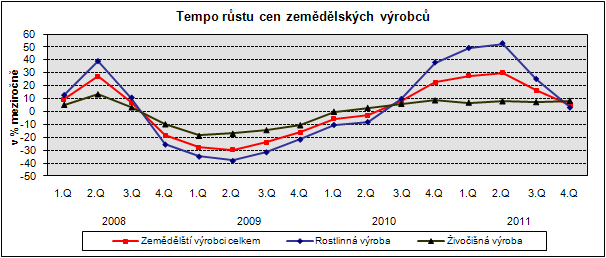 Tempo růstu cen zemědělských výrobců
v % meziročně
60
50
40
30
20
10
0
-10
-20
-30
-40
-50
1.Q 2.Q 3.Q 4.Q 1.Q 2.Q 3.Q 4.Q 1.Q 2.Q 3.Q 4.Q 1.Q 2.Q 3.Q 4.Q
2008 2009 2010 2011
Zemědělští výrobci celkem Rostlinná výroba Živočišná výroba